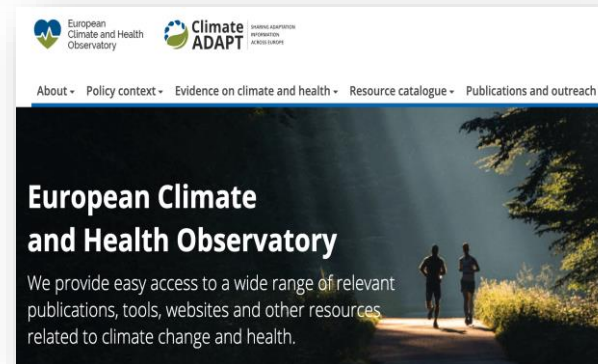 European
Climate and Health
Observatory
Climate
ADAPT
SHARING ADAPTATION
INFORMATION
ACROSS EUROPE
About Policy context Evidence on climate and health Resource catalogue Publications and outreach
European Climate
and Health Observatory
We provide easy access to a wide range of relevant
publications, tools, websites and other resources
related to climate change and health.